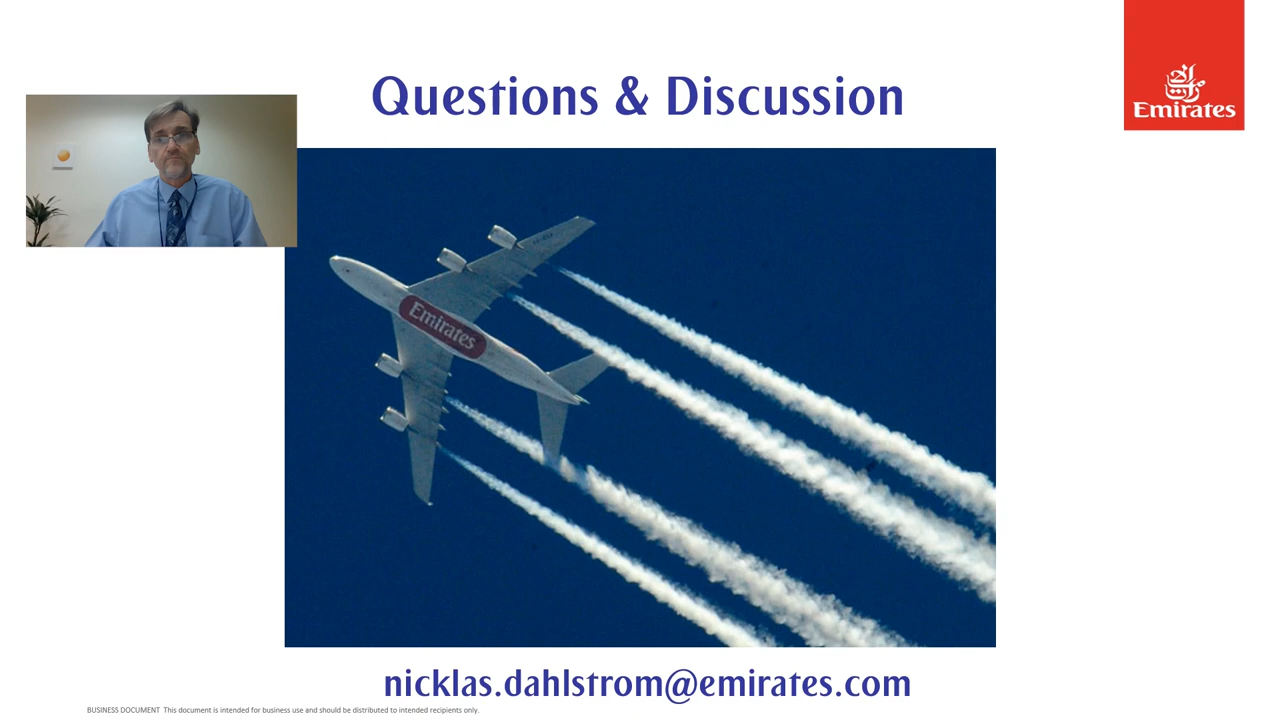 Questions & Discussion
Emirates
Emirates
nicklas.dahlstrom@emirates.com
BUSINESS DOCUMENT This document is intended for business use and should be distributed to intended recipients only.